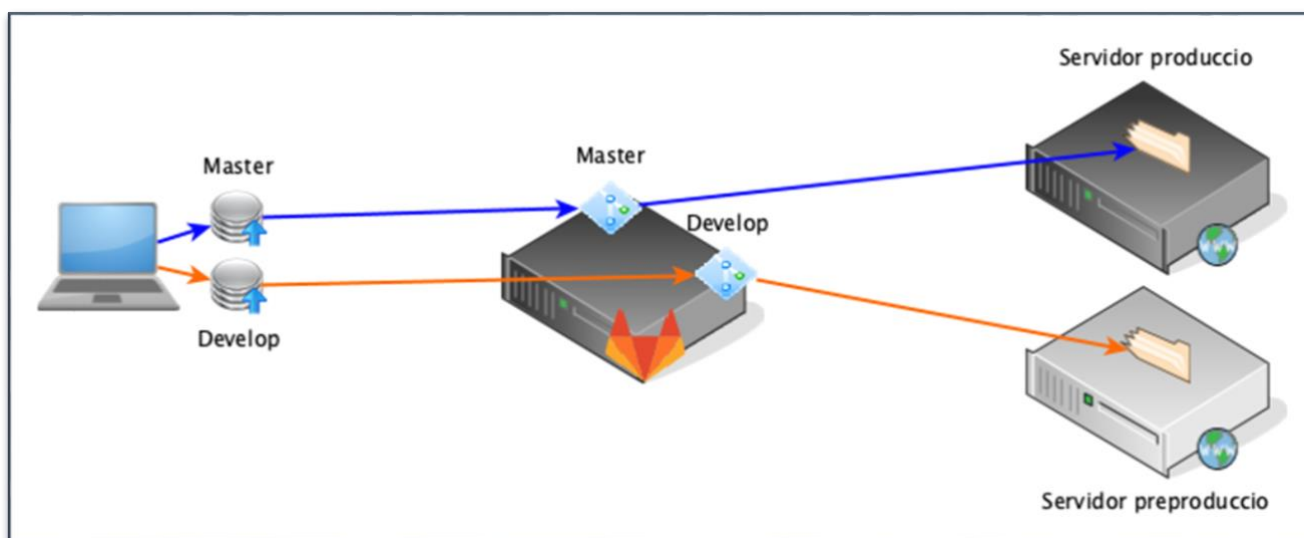 Servidor produccio
Master
Master
Develop
Develop
Servidor preproduccio